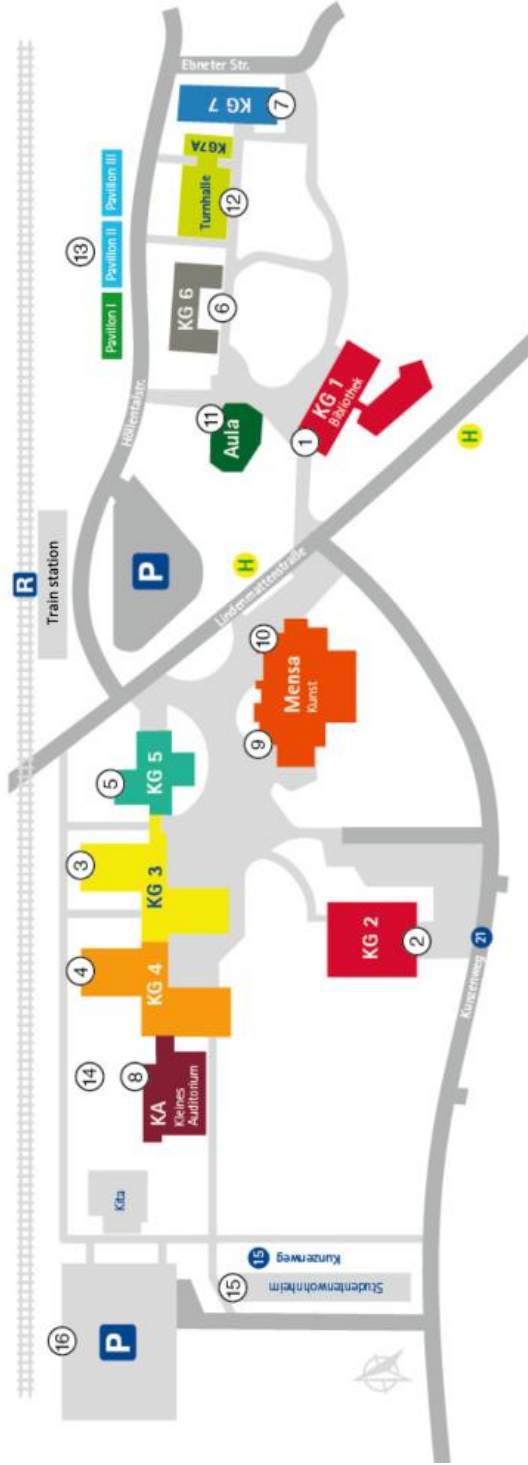 R
Train station
Pavillon I
Pavillon II
Pavillon III
13
Höllentalstr.
Ebneter Str.
KG 7
7
KG7A
Turnhalle
12
KG 6
6
11
Aula
1
KG 1
Bibliothek
P
H
H
Lindenmattenstraße
10
Mensa
Kunst
9
5
KG 5
3
KG 3
4
KG 4
14
8
KA
Kleines
Auditorium
KG 2
2
21
Kunzenweg
Kita
15
Kunzenweg
15
Studentenwohnheim
16
P